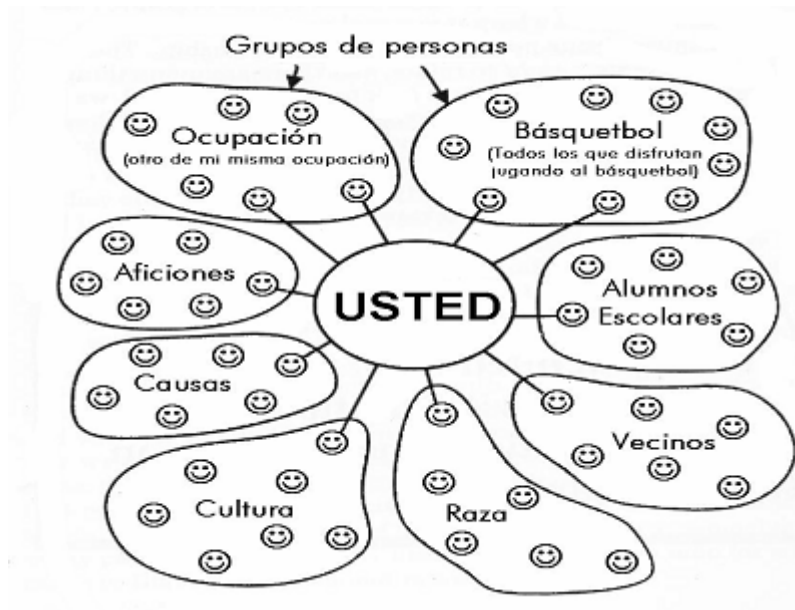 Grupos de personas
Ocupación
(otro de mi misma ocupación)
Básquetbol
(Todos los que disfrutan
jugando al básquetbol)
Aficiones
USTED
Alumnos
Escolares
Causas
Vecinos
Cultura
Raza